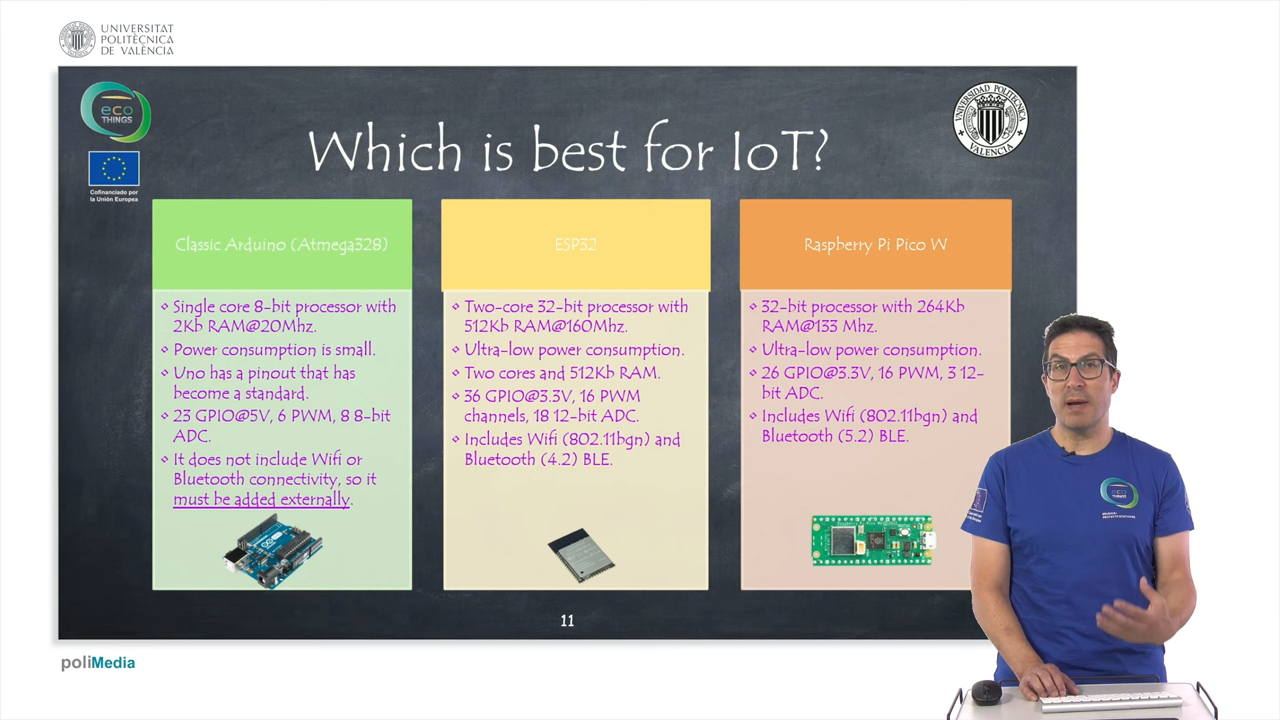 UNIVERSITAT
POLITÈCNICA
DE VALÈNCIA
eco
THINGS
Cofinanciado por
la Unión Europea
UNIVERSIDAD POLITECNICA
VALENCIA
Which is best for IoT?
Classic Arduino (Atmega328)
Single core 8-bit processor with
2Kb RAM@20Mhz.
Power consumption is small.
Uno has a pinout that has
become a standard.
23 GPIO@5V, 6 PWM, 8 8-bit
ADC.
It does not include Wifi or
Bluetooth connectivity, so it
must be added externally.
ESP32
Two-core 32-bit processor with
512Kb RAM@160Mhz.
Ultra-low power consumption.
Two cores and 512Kb RAM.
36 GPIO@3.3V, 16 PWM
channels, 18 12-bit ADC.
Includes Wifi (802.11bgn) and
Bluetooth (4.2) BLE.
Raspberry Pi Pico W
32-bit processor with 264Kb
RAM@133 Mhz.
Ultra-low power consumption.
26 GPIO@3.3V, 16 PWM, 3 12-
bit ADC.
Includes Wifi (802.11bgn) and
Bluetooth (5.2) BLE.
11
eco
THINGS
poliMedia